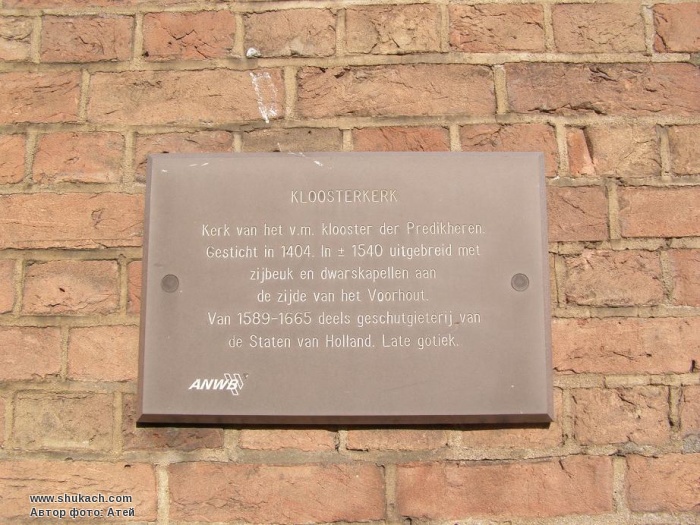 KLOOSTERKERK
Kerk van het v.m. klooster der Predikheren.
Gesticht in 1404. In ± 1540 uitgebreid met
zijbeuk en dwarskapellen aan
de zijde van het Voorhout.
Van 1589-1665 deels geschutgieterij van
de Staten van Holland. Late gotiek.
ANWB
www.shukach.com
Автор фото: Атей